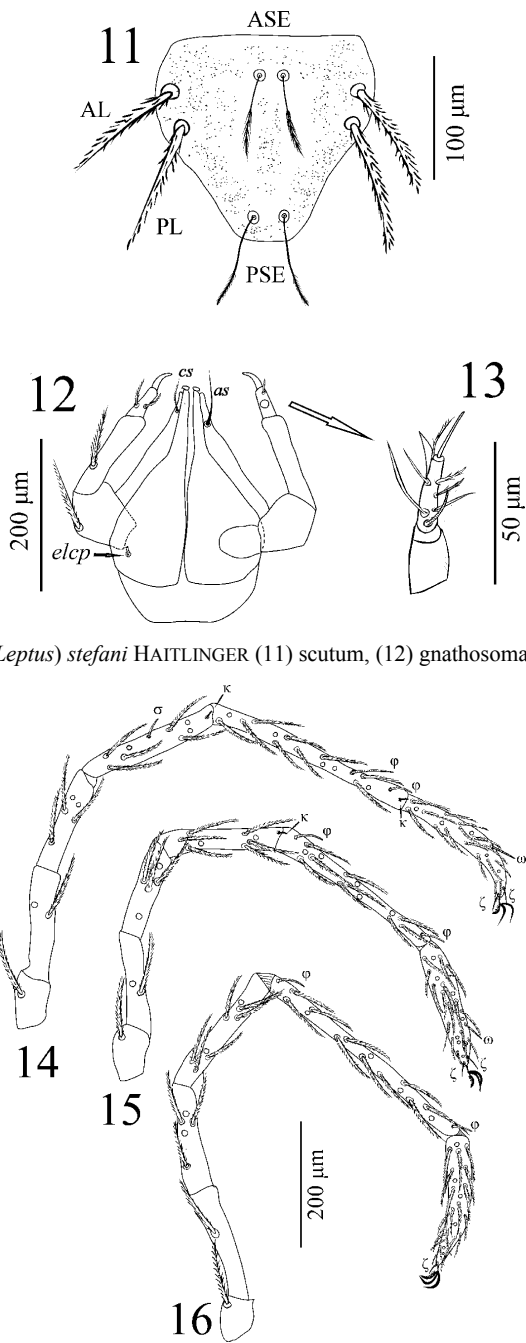 11
ASE
AL
PL
PSE
100 µm
12
cs
as
elcp
200 µm
13
50 µm
Leptus) stefani HAITLINGER (11) scutum, (12) gnathosoma
σ
κ
φ
φ
κ
ω
ζ
ζ
14
κ
φ
φ
ω
ζ
ζ
15
φ
φ
ζ
16
200 µm